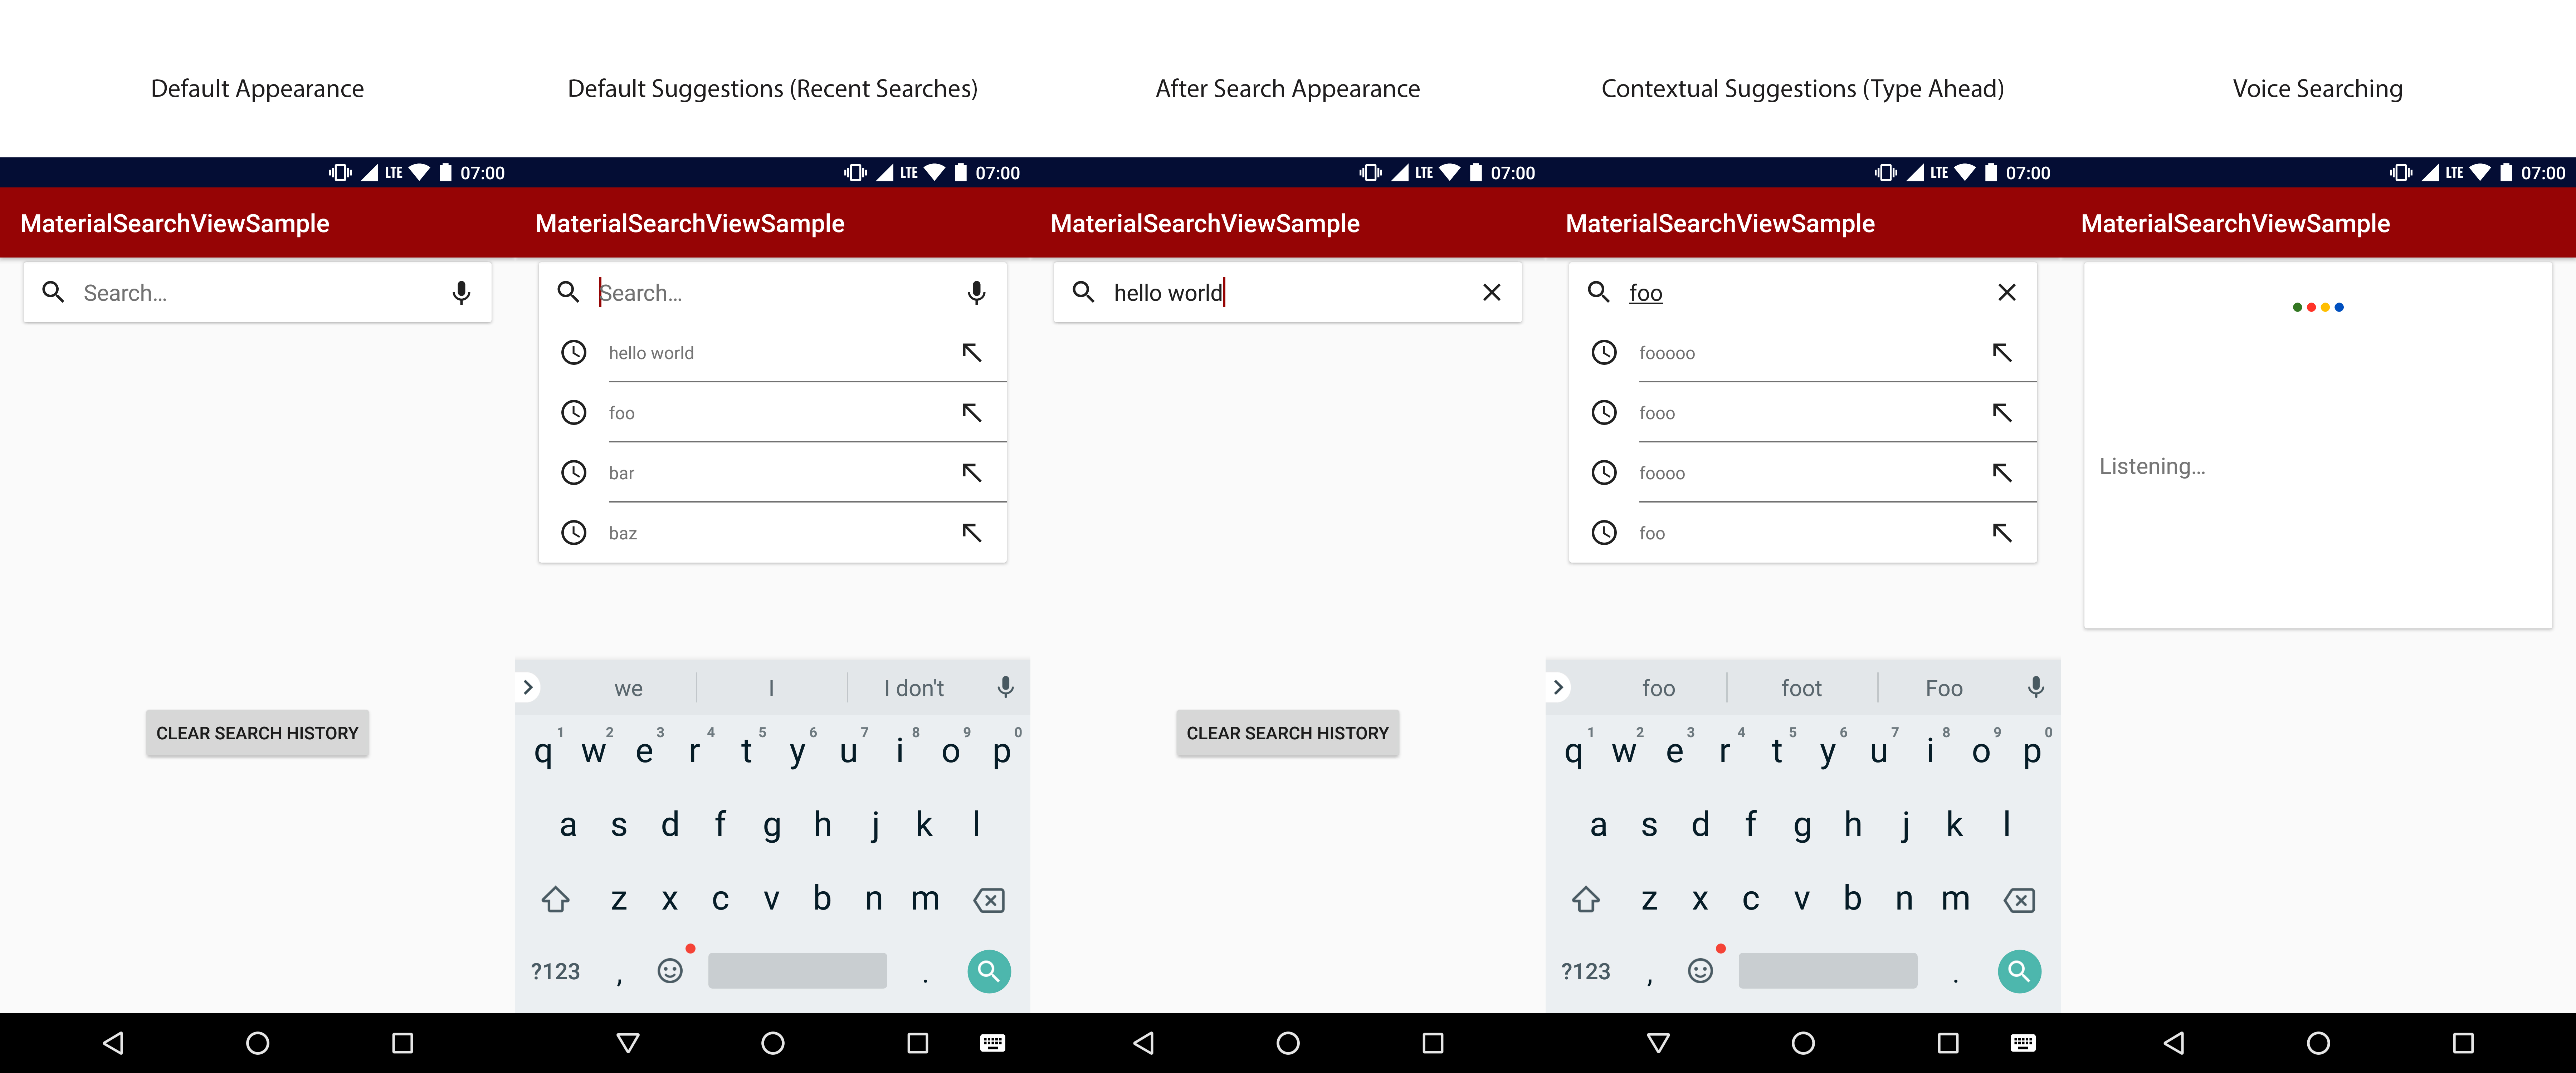 Default Appearance
07:00
LTE
MaterialSearchViewSample
Search...
CLEAR SEARCH HISTORY
Default Suggestions (Recent Searches)
LTE
07:00
MaterialSearchViewSample
Search...
hello world
foo
bar
baz
we I I don't
1 2 3 4 5 6 7 8 9 0
q w e r t y u i o p
a s d f g h j k l
z x c v b n m
?123 , .
After Search Appearance
LTE 07:00
MaterialSearchViewSample
hello world
CLEAR SEARCH HISTORY
Contextual Suggestions (Type Ahead)
LTE 07:00
MaterialSearchViewSample
foo
fooooo
fooo
foooo
foo
foo foot Foo
1 2 3 4 5 6 7 8 9 0
q w e r t y u i o p
a s d f g h j k l
z x c v b n m
?123 , .
Voice Searching
LTE 07:00
MaterialSearchViewSample
Listening...